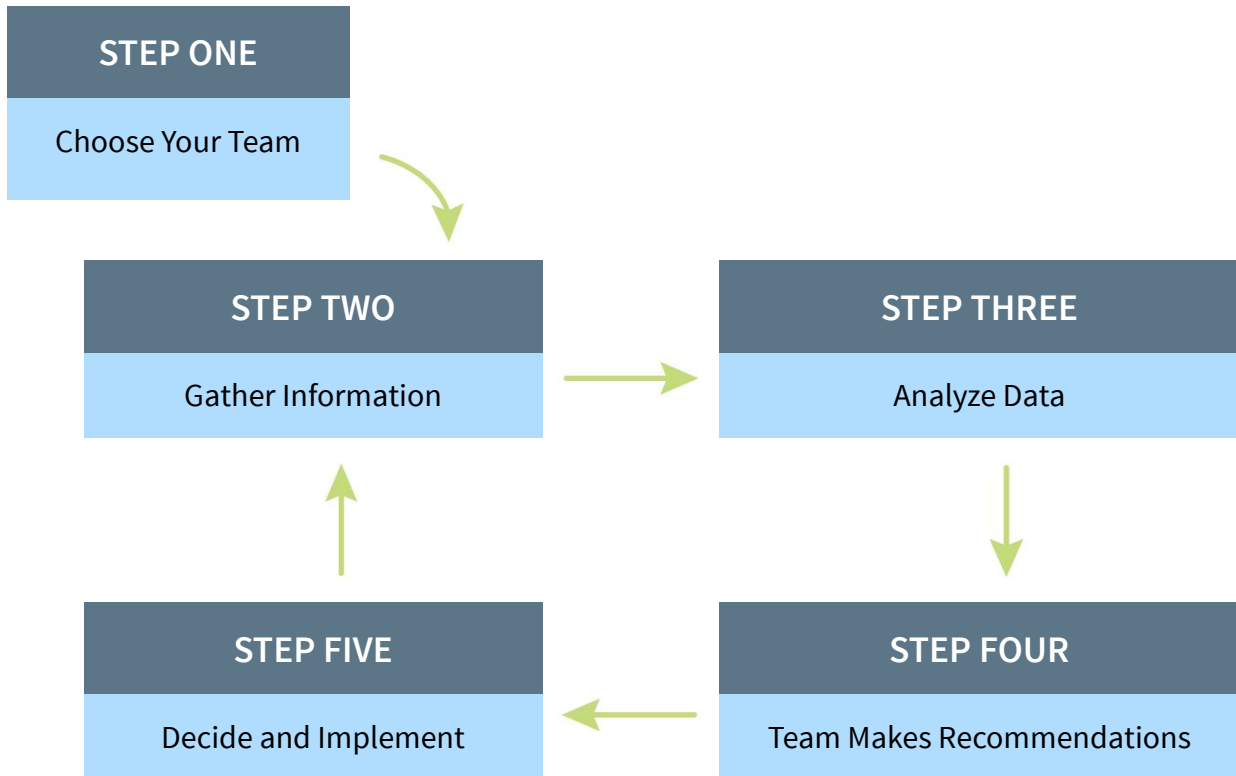 STEP ONE
Choose Your Team
STEP TWO
Gather Information
STEP THREE
Analyze Data
STEP FOUR
Team Makes Recommendations
STEP FIVE
Decide and Implement